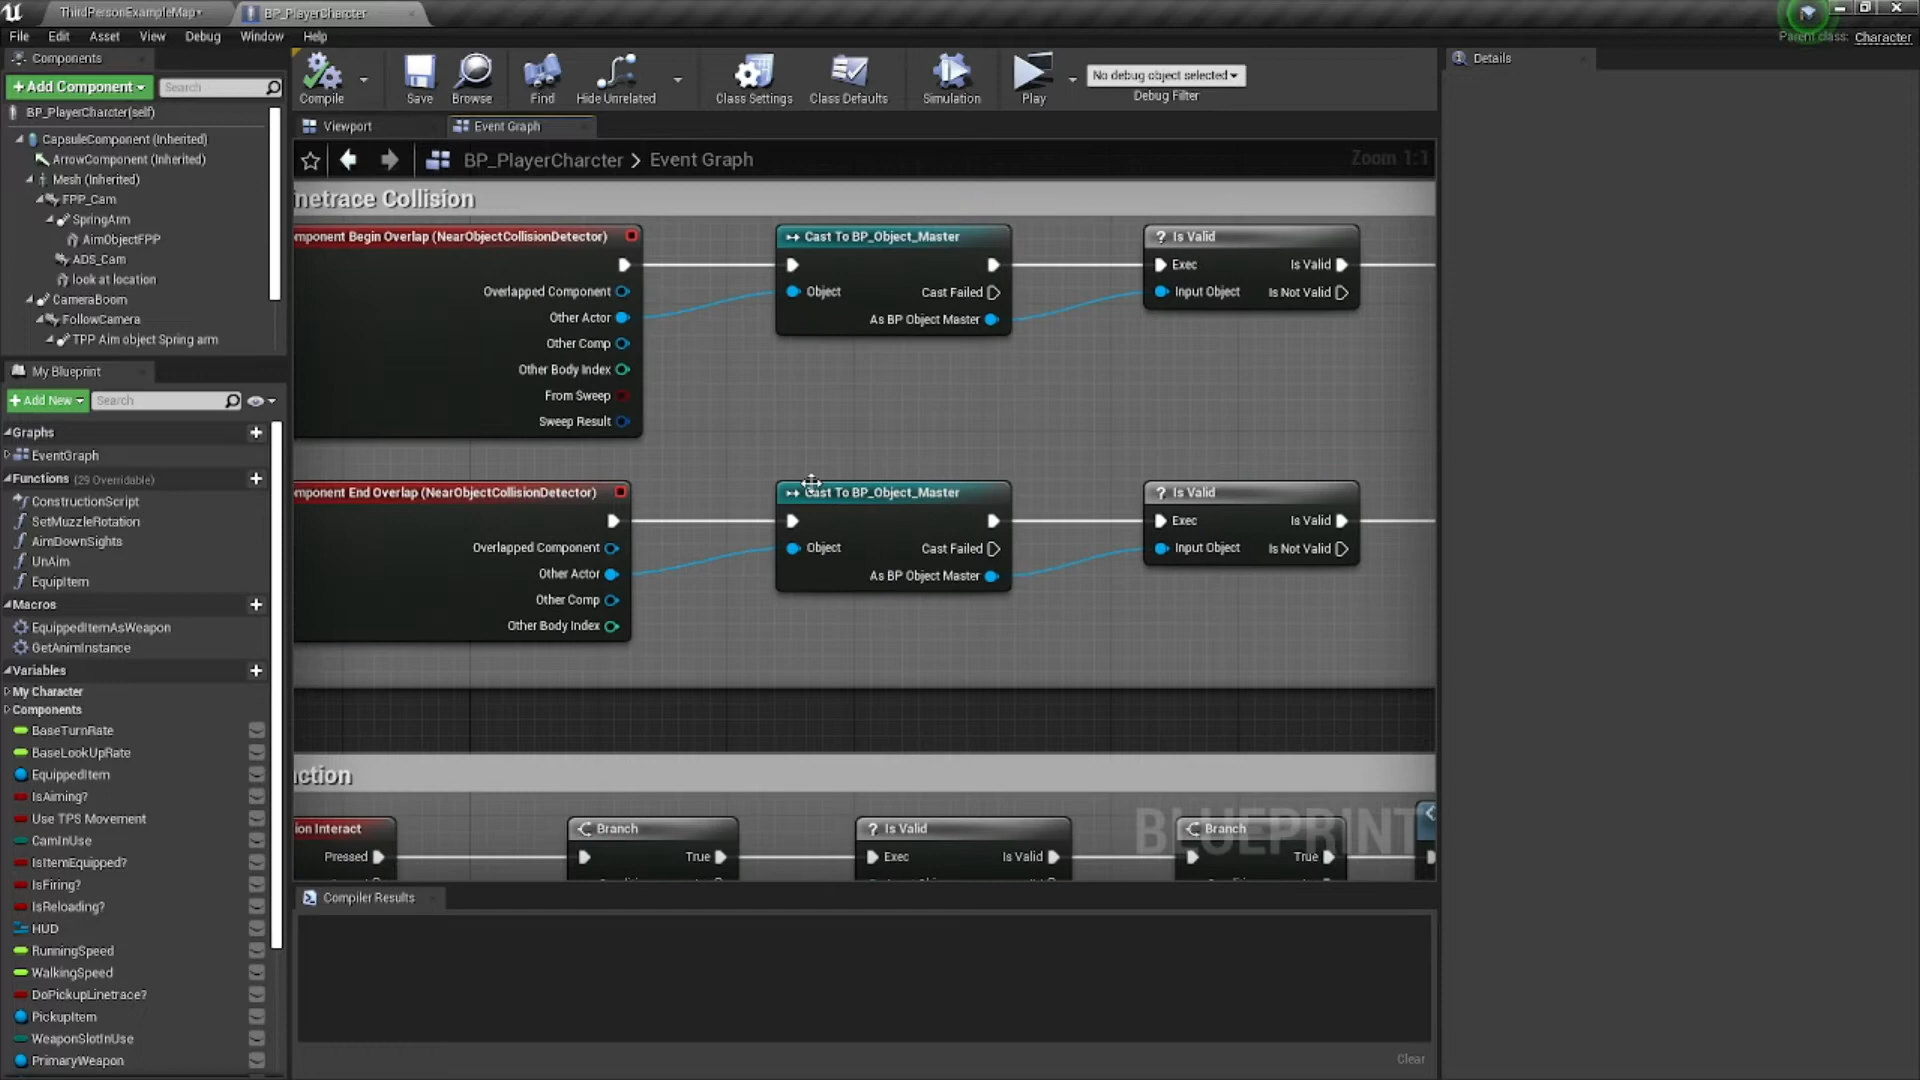 ThirdPersonExampleMap*
BP_PlayerCharcter
File Edit Asset View Debug Window Help
Parent class: Character
Components
+Add Component
Search
BP_PlayerCharcter(self)
CapsuleComponent (Inherited)
ArrowComponent (Inherited)
Mesh (Inherited)
FPP_Cam
SpringArm
AimObjectFPP
ADS_Cam
look at location
CameraBoom
FollowCamera
TPP Aim object Spring arm
My Blueprint
+Add New
Search
Graphs
EventGraph
Functions (29 Overridable)
ConstructionScript
SetMuzzleRotation
AimDownSights
UnAim
EquipItem
Macros
EquippedItemAsWeapon
GetAnimInstance
Variables
My Character
Components
BaseTurnRate
BaseLookUpRate
EquippedItem
IsAiming?
Use TPS Movement
CamInUse
IsItemEquipped?
IsFiring?
IsReloading?
HUD
RunningSpeed
WalkingSpeed
DoPickupLinetrace?
PickupItem
WeaponSlotInUse
PrimaryWeapon
Compile
Save
Browse
Find
Hide Unrelated
Class Settings
Class Defaults
Simulation
Play
No debug object selected
Debug Filter
Viewport
Event Graph
BP_PlayerCharcter > Event Graph
Zoom 1:1
netrace Collision
mponent Begin Overlap (NearObjectCollisionDetector)
Overlapped Component
Other Actor
Other Comp
Other Body Index
From Sweep
Sweep Result
Cast To BP_Object_Master
Object
Cast Failed
As BP Object Master
? Is Valid
Exec
Is Valid
Input Object
Is Not Valid
mponent End Overlap (NearObjectCollisionDetector)
Overlapped Component
Other Actor
Other Comp
Other Body Index
Cast To BP_Object_Master
Object
Cast Failed
As BP Object Master
? Is Valid
Exec
Is Valid
Input Object
Is Not Valid
ction
ion Interact
Pressed
Branch
True
? Is Valid
Exec
Is Valid
BLUEPRINT
Branch
True
Compiler Results
Clear
Details